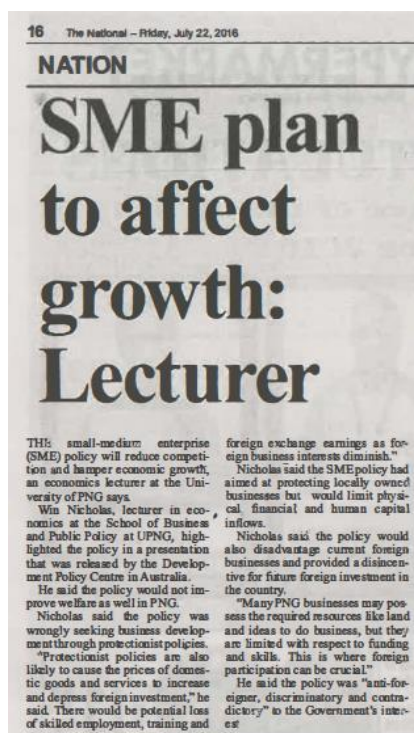 16 The National – Friday, July 22, 2016
NATION
SME plan
to affect
growth:
Lecturer
THE small-medium enterprise
(SME) policy will reduce competi-
tion and hamper economic growth,
an economics lecturer at the Uni-
versity of PNG says.
Win Nicholas, lecturer in eco-
nomics at the School of Business
and Public Policy at UPNG, high-
lighted the policy in a presentation
that was released by the Develop-
ment Policy Centre in Australia.
He said the policy would not im-
prove welfare as well in PNG.
Nicholas said the policy was
wrongly seeking business develop-
ment through protectionist policies.
"Protectionist policies are also
likely to cause the prices of domes-
tic goods and services to increase
and depress foreign investment," he
said. There would be potential loss
of skilled employment, training and
foreign exchange earnings as for-
eign business interests diminish."
Nicholas said the SME policy had
aimed at protecting locally owned
businesses but would limit physi-
cal, financial and human capital
inflows.
Nicholas said the policy would
also disadvantage current foreign
businesses and provided a disincen-
tive for future foreign investment in
the country.
"Many PNG businesses may pos-
sess the required resources like land
and ideas to do business, but they
are limited with respect to funding
and skills. This is where foreign
participation can be crucial."
He said the policy was "anti-for-
eigner, discriminatory and contra-
dictory" to the Government's inter-
est